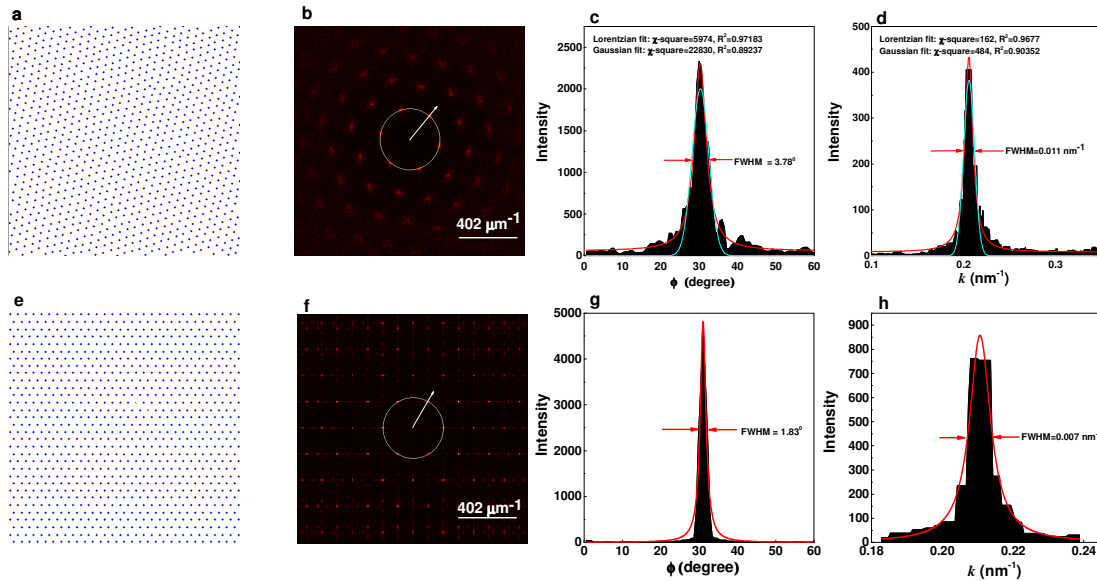 a
b
402 μm-1
c
Lorentzian fit: χ-square=5974, R2=0.97183
Gaussian fit: χ-square=22830, R2=0.89237
2500
2000
1500
1000
500
0
Intensity
FWHM = 3.780
0 10 20 30 40 50 60
ϕ (degree)
d
Lorentzian fit: χ-square=162, R2=0.9677
Gaussian fit: χ-square=484, R2=0.90352
500
400
300
200
100
0
Intensity
FWHM=0.011 nm-1
0.1 0.2 0.3
k (nm-1)
e
f
402 μm-1
g
5000
4000
3000
2000
1000
0
Intensity
FWHM = 1.830
0 10 20 30 40 50 60
ϕ (degree)
h
900
800
700
600
500
400
300
200
100
0
Intensity
FWHM=0.007 nm-
0.18 0.20 0.22 0.24
k (nm-1)